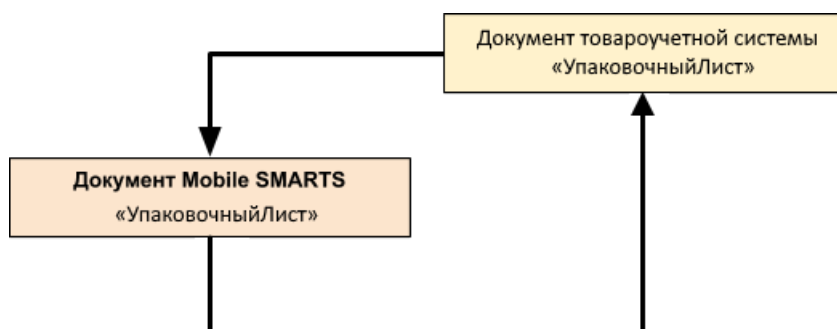 Документ товароучетной системы
«УпаковочныйЛист»
Документ Mobile SMARTS
«УпаковочныйЛист»